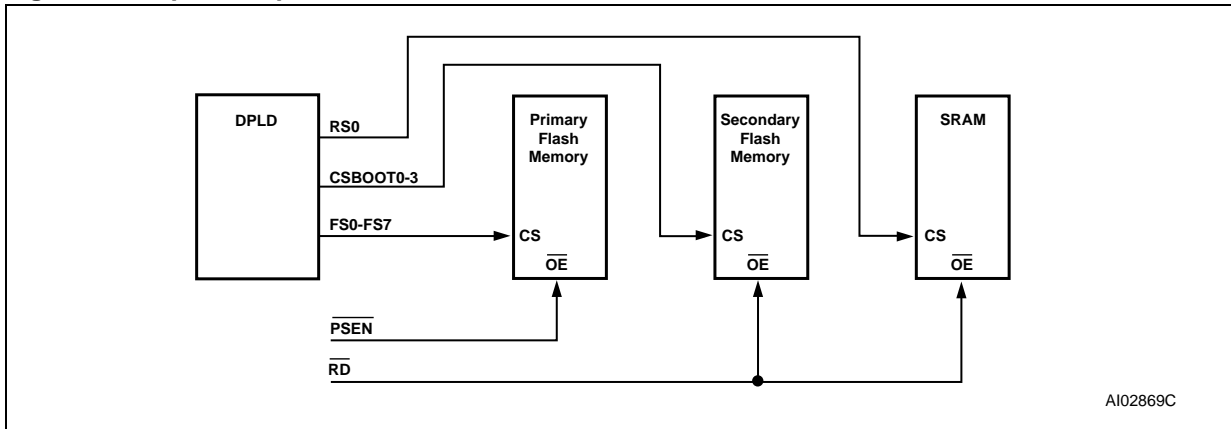 DPLD
RS0
CSBOOT0-3
FS0-FS7
Primary
Flash
Memory
CS
OE
Secondary
Flash
Memory
CS
OE
SRAM
CS
OE
PSEN
RD
AI02869C